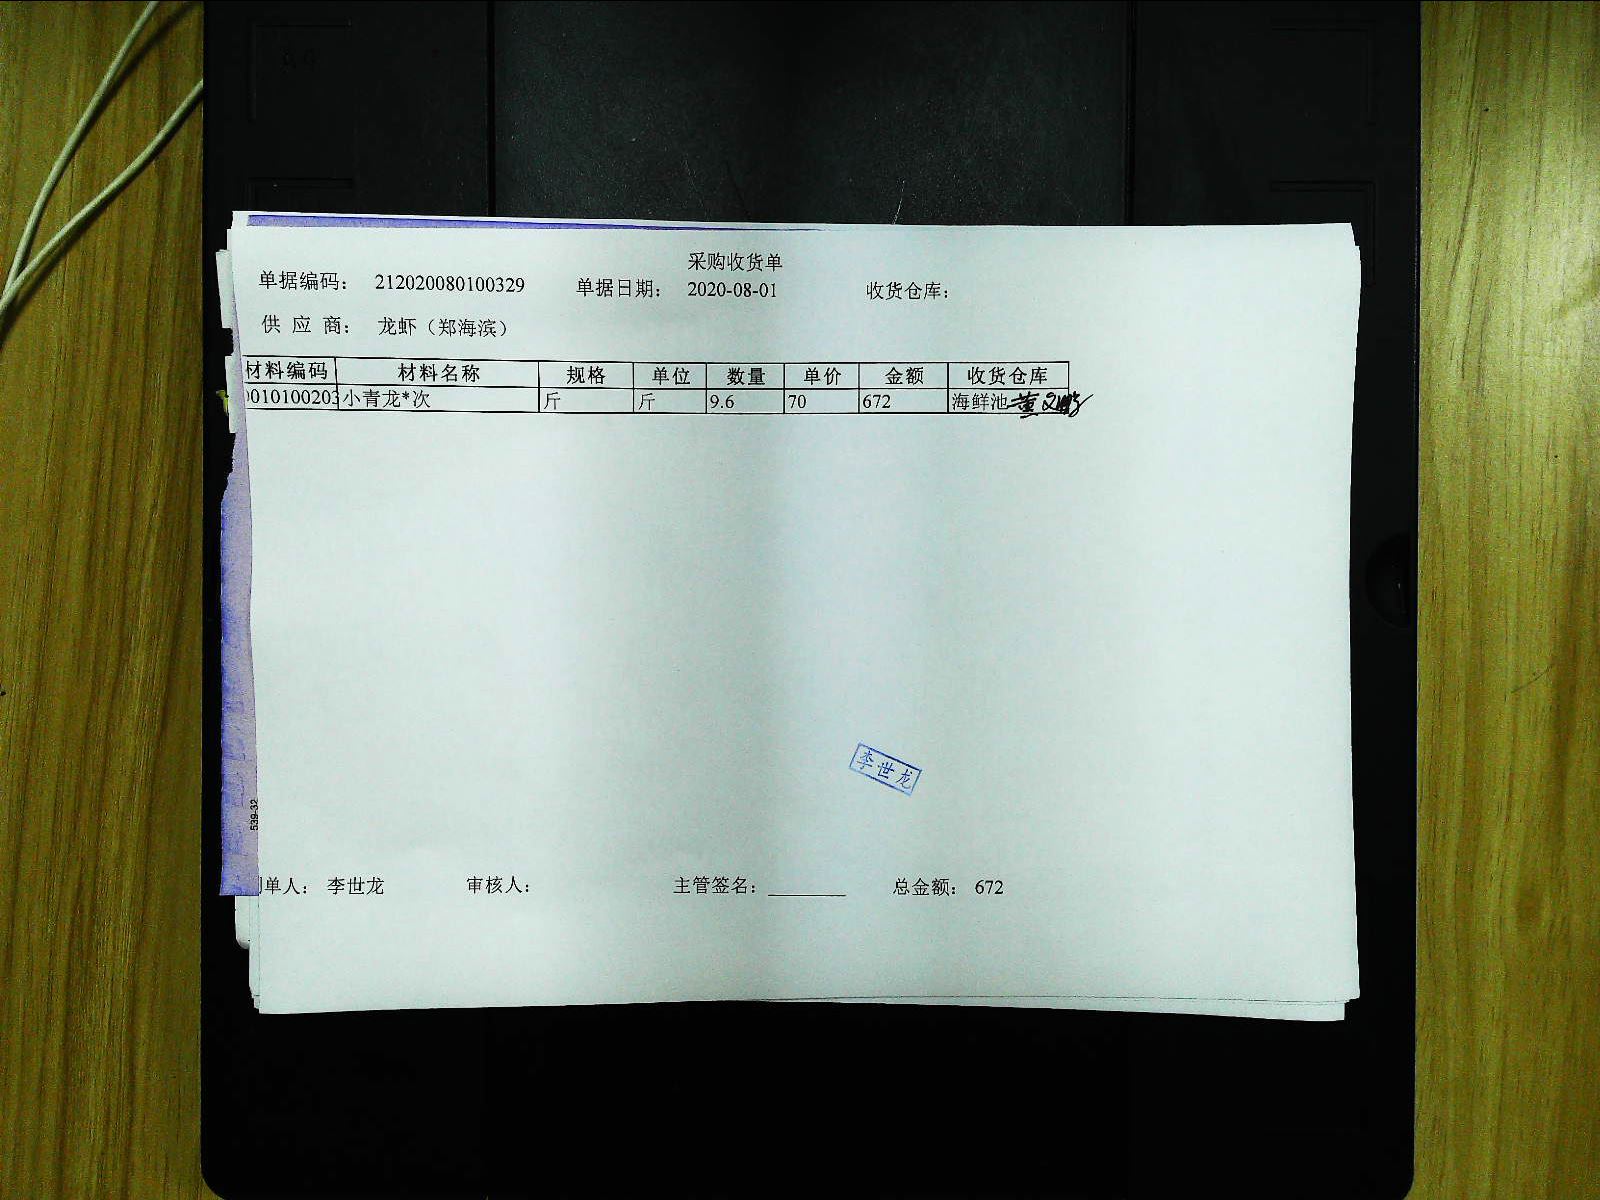 采购收货单
单据编码： 212020080100329 单据日期： 2020-08-01 收货仓库：
供 应 商： 龙虾（郑海滨）
材料编码 材料名称 规格 单位 数量 单价 金额 收货仓库
0010100203 小青龙*次 斤 斤 9.6 70 672 海鲜池
李世龙
539-32
单人： 李世龙 审核人： 主管签名：________ 总金额： 672